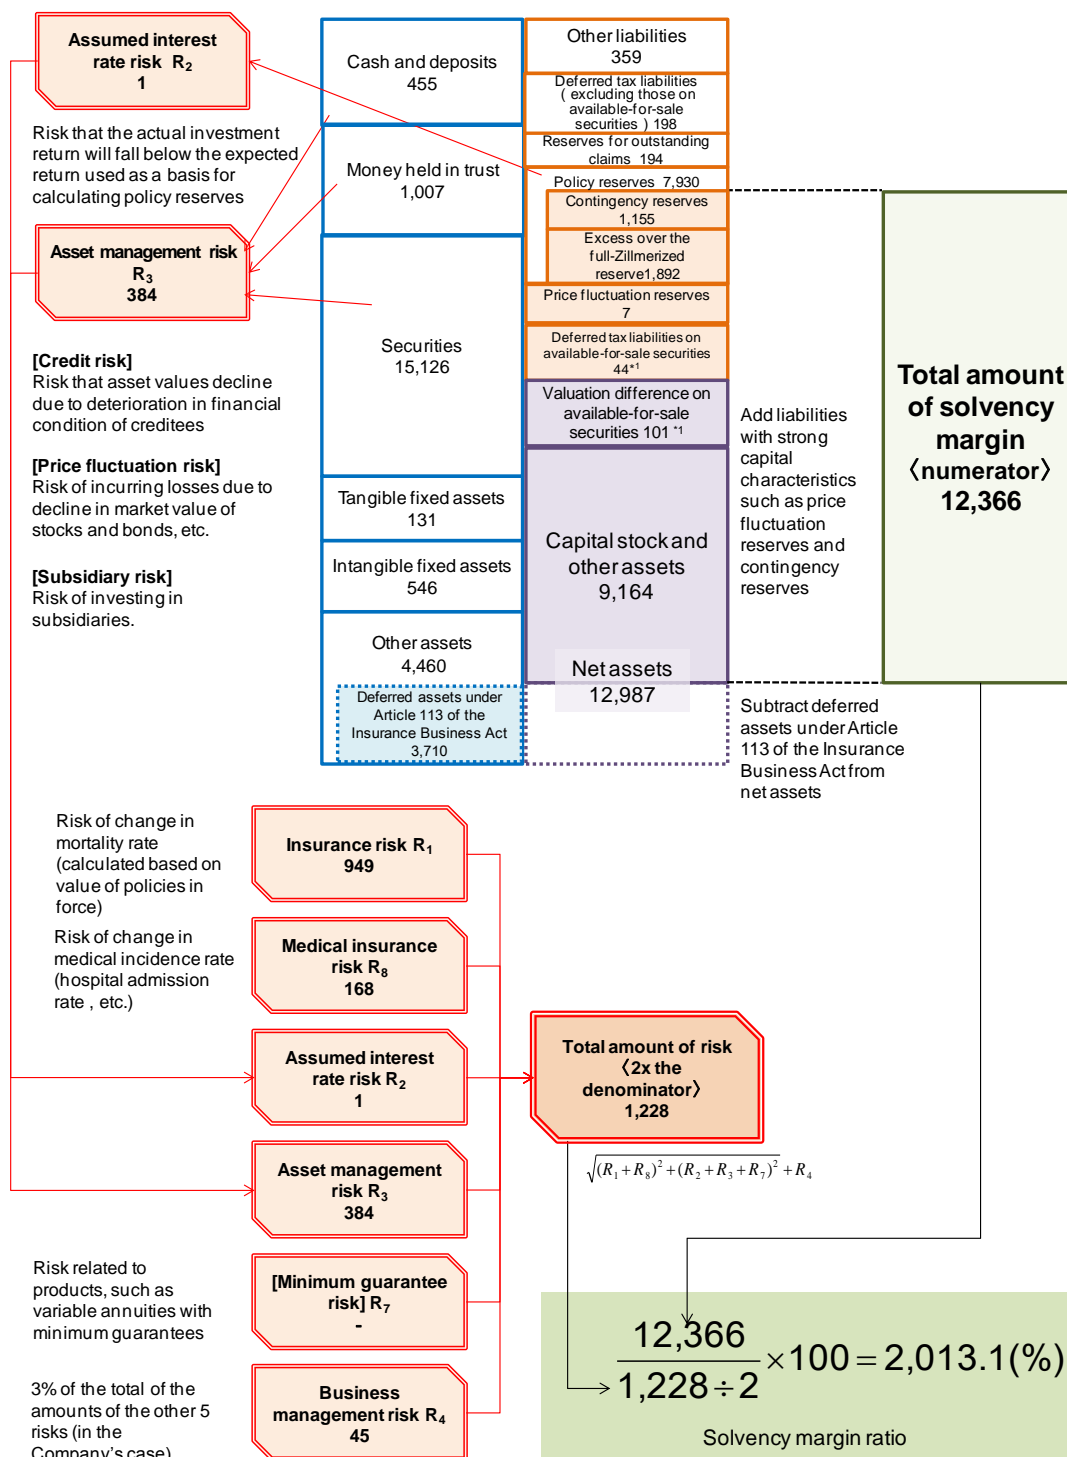 Assumed interest
rate risk R2
1
Risk that the actual investment
return will fall below the expected
return used as a basis for
calculating policy reserves
Asset management risk
R3
384
[Credit risk]
Risk that asset values decline
due to deterioration in financial
condition of creditees
[Price fluctuation risk]
Risk of incurring losses due to
decline in market value of
stocks and bonds, etc.
[Subsidiary risk]
Risk of investing in
subsidiaries.
Cash and deposits
455
Money held in trust
1,007
Securities
15,126
Tangible fixed assets
131
Intangible fixed assets
546
Other assets
4,460
Deferred assets under
Article 113 of the
Insurance Business Act
3,710
Other liabilities
359
Deferred tax liabilities
( excluding those on
available-for-sale
securities ) 198
Reserves for outstanding
claims 194
Policy reserves 7,930
Contingency reserves
1,155
Excess over the
full-Zillmerized
reserve1,892
Price fluctuation reserves
7
Deferred tax liabilities on
available-for-sale securities
44*1
Valuation difference on
available-for-sale
securities 101 *1
Capital stock and
other assets
9,164
Net assets
12,987
Add liabilities
with strong
capital
characteristics
such as price
fluctuation
reserves and
contingency
reserves
Subtract deferred
assets under Article
113 of the Insurance
Business Act from
net assets
Total amount
of solvency
margin
〈numerator〉
12,366
Risk of change in
mortality rate
(calculated based on
value of policies in
force)
Insurance risk R1
949
Risk of change in
medical incidence rate
(hospital admission
rate , etc.)
Medical insurance
risk R8
168
Assumed interest
rate risk R2
1
Asset management
risk R3
384
Risk related to
products, such as
variable annuities with
minimum guarantees
[Minimum guarantee
risk] R7
-
3% of the total of the
amounts of the other 5
risks (in the
Company's case)
Business
management risk R4
45
Total amount of risk
〈2x the
denominator〉
1,228
√(R1+R8)²+(R2+R3+R7)² +R4
12,366
1,228÷2
×100=2,013.1(%)
Solvency margin ratio